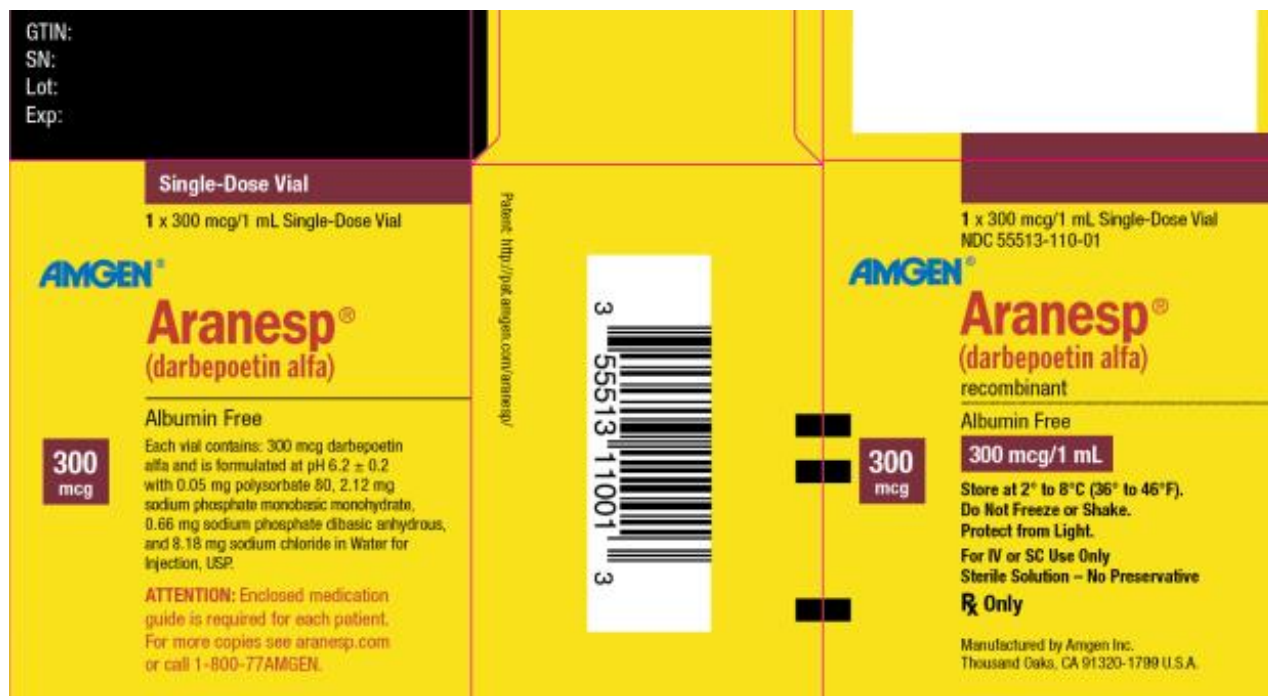 GTIN:
SN:
Lot:
Exp:
Single-Dose Vial
1 x 300 mcg/1 mL Single-Dose Vial
AMGEN®
Aranesp®
(darbepoetin alfa)
Albumin Free
300
mcg
Each vial contains: 300 mcg darbepoetin
alfa and is formulated at pH 6.2 ± 0.2
with 0.05 mg polysorbate 80, 2.12 mg
sodium phosphate monobasic monohydrate,
0.66 mg sodium phosphate dibasic anhydrous,
and 8.18 mg sodium chloride in Water for
Injection, USP.
ATTENTION: Enclosed medication
guide is required for each patient.
For more copies see aranesp.com
or call 1-800-77AMGEN.
Patent: http://pat.amgen.com/aranesp/
3 55513 11001 3
1 x 300 mcg/1 mL Single-Dose Vial
NDC 55513-110-01
AMGEN®
Aranesp®
(darbepoetin alfa)
recombinant
Albumin Free
300
mcg
300 mcg/1 mL
Store at 2° to 8°C (36° to 46°F).
Do Not Freeze or Shake.
Protect from Light.
For IV or SC Use Only
Sterile Solution – No Preservative
℞ Only
Manufactured by Amgen Inc.
Thousand Oaks, CA 91320-1799 U.S.A.